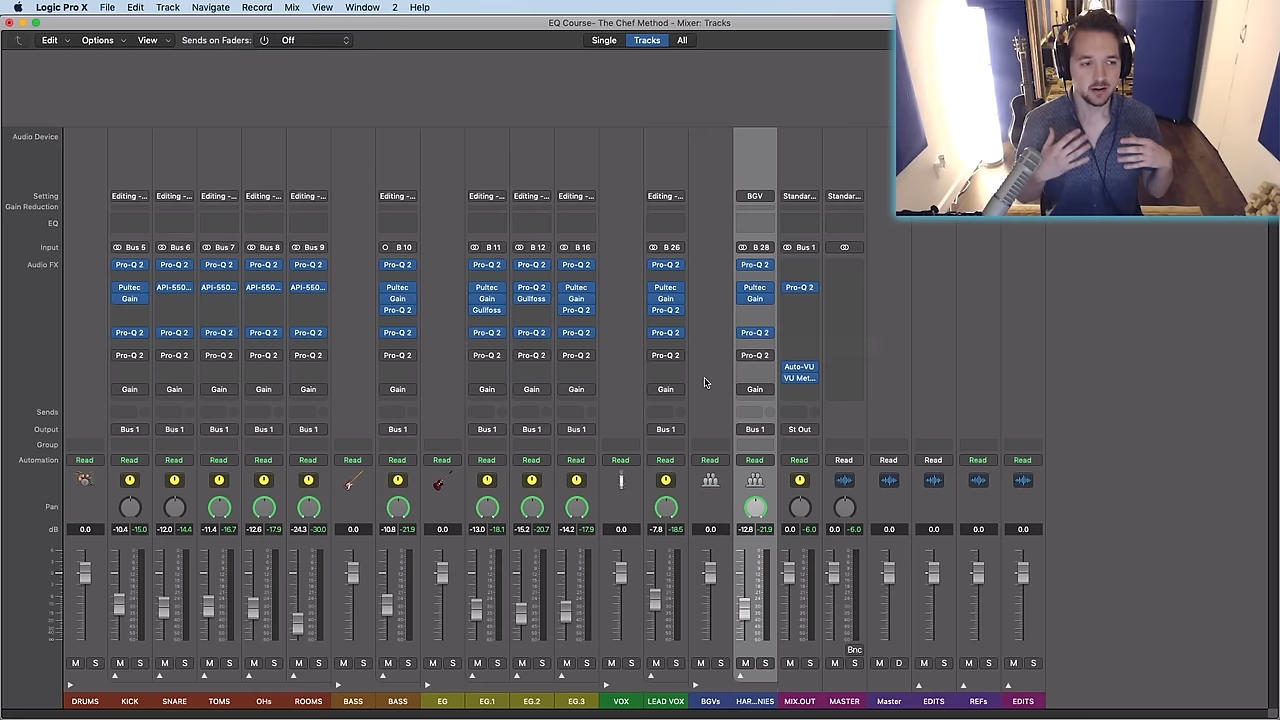 Logic Pro X File Edit Track Navigate Record Mix View Window 2 Help
EQ Course- The Chef Method - Mixer: Tracks
Edit Options View Sends on Faders: Off Single Tracks All
Audio Device
Setting Editing -... Editing -... Editing -... Editing -... Editing -... Editing -... Editing -... Editing -... Editing -... Editing -... BGV Standar... Standar...
Gain Reduction
EQ
Input Bus 5 Bus 6 Bus 7 Bus 8 Bus 9 B 10 B 11 B 12 B 16 B 26 B 28 Bus 1
Audio FX Pro-Q 2 Pro-Q 2 Pro-Q 2 Pro-Q 2 Pro-Q 2 Pro-Q 2 Pro-Q 2 Pro-Q 2 Pro-Q 2 Pro-Q 2 Pro-Q 2
Pultec API-550... API-550... API-550... API-550... Pultec Pultec Pro-Q 2 Pultec Pultec Pultec Pro-Q 2
Gain Gain Gain Gullfoss Gain Gain Gain
Pro-Q 2 Gullfoss Pro-Q 2 Pro-Q 2
Pro-Q 2 Pro-Q 2 Pro-Q 2 Pro-Q 2 Pro-Q 2 Pro-Q 2 Pro-Q 2 Pro-Q 2 Pro-Q 2 Pro-Q 2 Pro-Q 2
Pro-Q 2 Pro-Q 2 Pro-Q 2 Pro-Q 2 Pro-Q 2 Pro-Q 2 Pro-Q 2 Pro-Q 2 Pro-Q 2 Pro-Q 2 Pro-Q 2
Auto-VU
VU Met...
Gain Gain Gain Gain Gain Gain Gain Gain Gain Gain Gain
Sends
Output Bus 1 Bus 1 Bus 1 Bus 1 Bus 1 Bus 1 Bus 1 Bus 1 Bus 1 Bus 1 Bus 1 St Out
Group
Automation Read Read Read Read Read Read Read Read Read Read Read Read Read Read Read Read Read Read Read Read Read Read
Pan
dB 0.0 -10.4 -15.0 -12.0 -14.4 -11.4 -16.7 -12.6 -17.9 -24.3 -30.0 0.0 -10.8 -21.9 0.0 -13.0 -18.1 -15.2 -20.7 -14.2 -17.9 0.0 -7.8 -18.5 0.0 -12.8 -21.9 0.0 -6.0 0.0 -6.0 0.0 0.0 0.0 0.0
Bnc
M S M S M S M S M S M S M S M S M S M S M S M S M S M S M S M S M S M S M D M S M S M S
DRUMS KICK SNARE TOMS OHs ROOMS BASS BASS EG EG.1 EG.2 EG.3 VOX LEAD VOX BGVs HAR...NIES MIX.OUT MASTER Master EDITS REFs EDITS